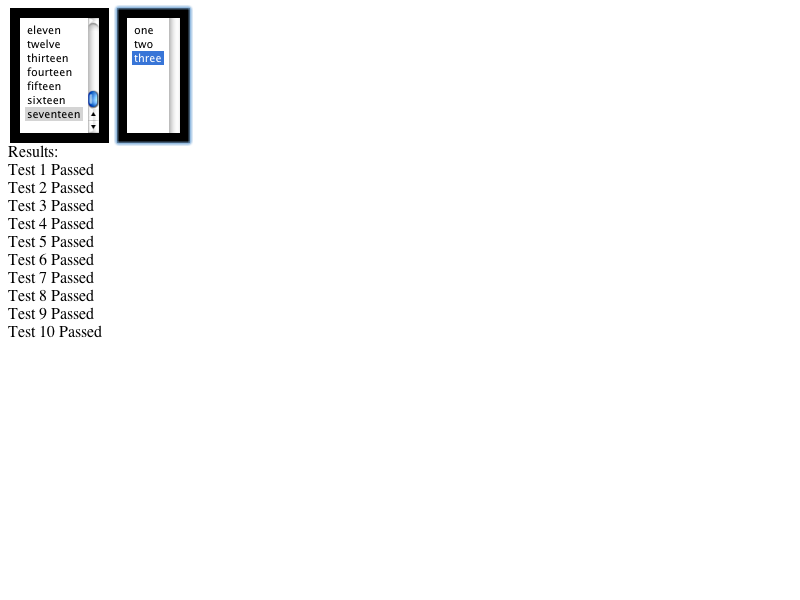 eleven
twelve
thirteen
fourteen
fifteen
sixteen
seventeen
one
two
three
Results:
Test 1 Passed
Test 2 Passed
Test 3 Passed
Test 4 Passed
Test 5 Passed
Test 6 Passed
Test 7 Passed
Test 8 Passed
Test 9 Passed
Test 10 Passed